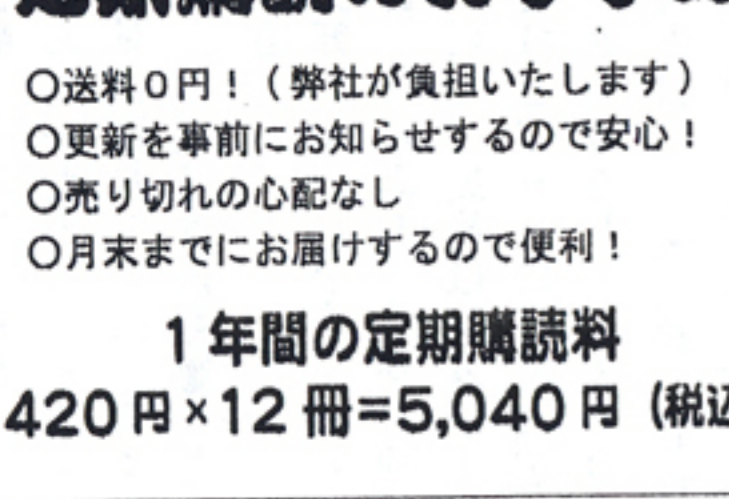 ○送料0円！（弊社が負担いたします）
○更新を事前にお知らせするので安心！
○売り切れの心配なし
○月末までにお届けするので便利！
1年間の定期購読料
420円×12冊=5,040円（税込